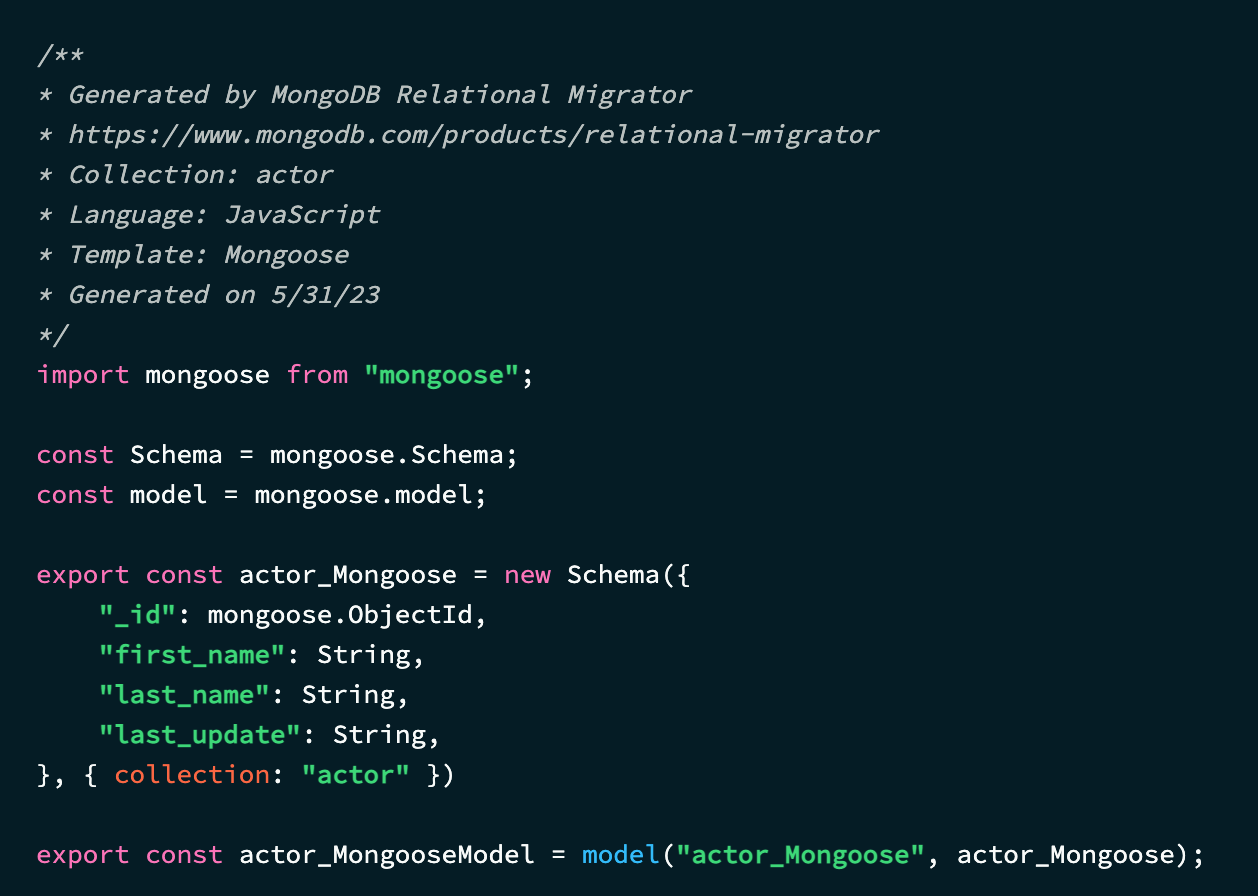 /**
* Generated by MongoDB Relational Migrator
* https://www.mongodb.com/products/relational-migrator
* Collection: actor
* Language: JavaScript
* Template: Mongoose
* Generated on 5/31/23
*/
import mongoose from "mongoose";

const Schema = mongoose.Schema;
const model = mongoose.model;

export const actor_Mongoose = new Schema({
    "_id": mongoose.ObjectId,
    "first_name": String,
    "last_name": String,
    "last_update": String,
}, { collection: "actor" })

export const actor_MongooseModel = model("actor_Mongoose", actor_Mongoose);